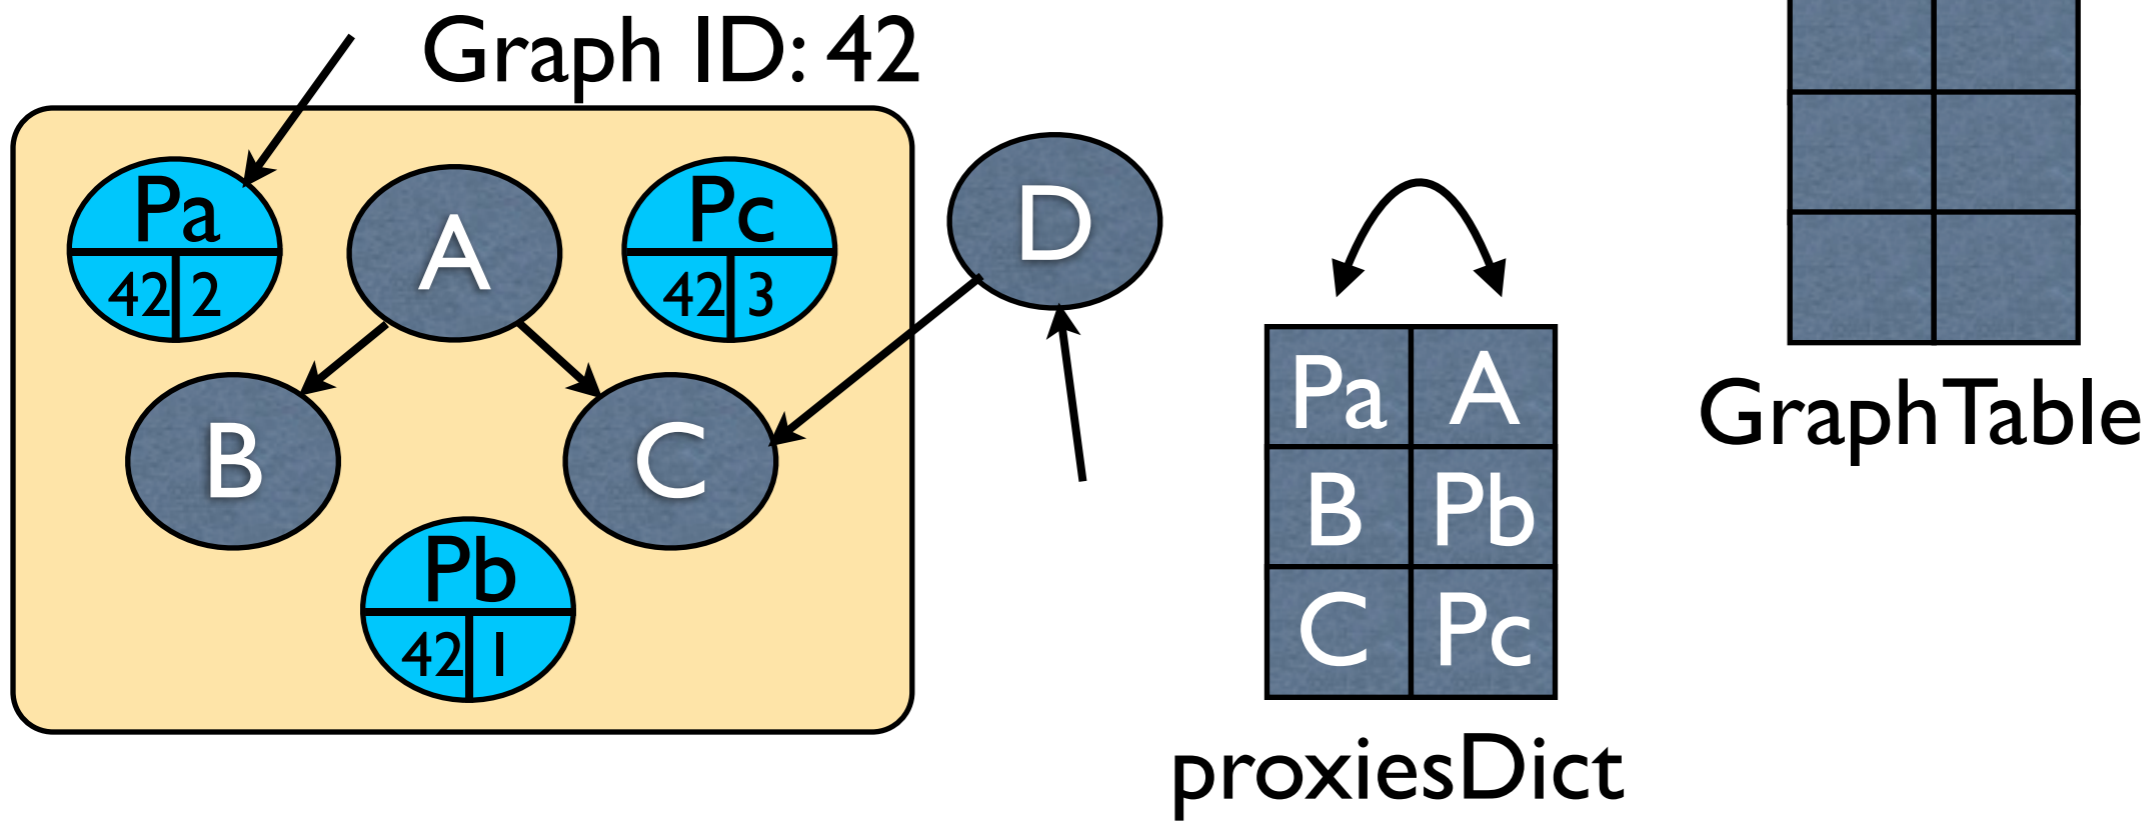 Graph ID: 42
Pa
42 2
A
Pc
42 3
D
B
C
Pb
42 1
Pa A
B Pb
C Pc
proxiesDict
GraphTable